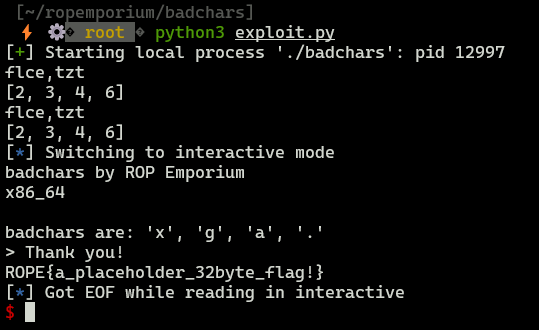 [~/ropemporium/badchars]
root python3 exploit.py
[+] Starting local process './badchars': pid 12997
flce,tzt
[2, 3, 4, 6]
flce,tzt
[2, 3, 4, 6]
[*] Switching to interactive mode
badchars by ROP Emporium
x86_64
badchars are: 'x', 'g', 'a', '.'
> Thank you!
ROPE{a_placeholder_32byte_flag!}
[*] Got EOF while reading in interactive
$